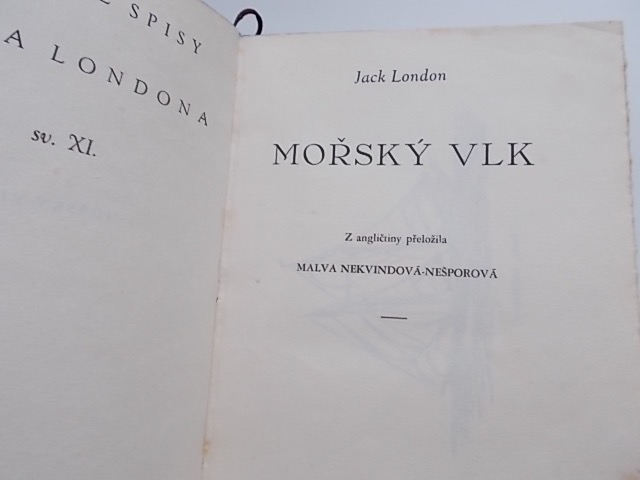 SPISY
A LONDONA
sv. XI.
Jack London
MOŘSKÝ VLK
Z angličtiny přeložila
MALVA NEKVINDOVÁ-NEŠPOROVÁ